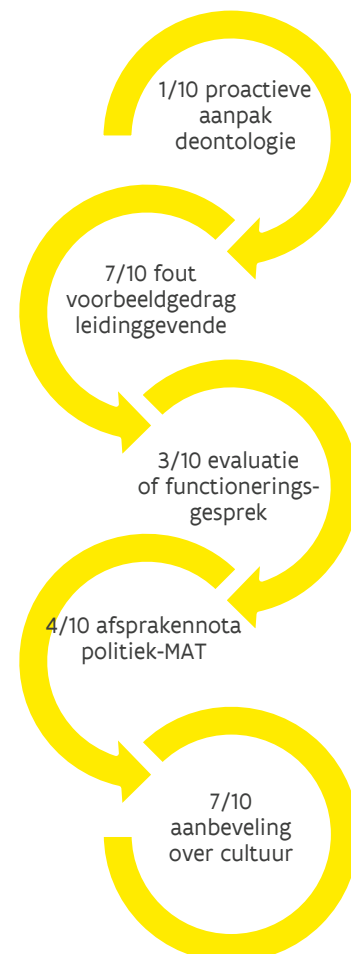 1/10 proactieve
aanpak
deontologie
7/10 fout
voorbeeldgedrag
leidinggevende
3/10 evaluatie
of functionerings-
gesprek
4/10 afsprakennota
politiek-MAT
7/10
aanbeveling
over cultuur